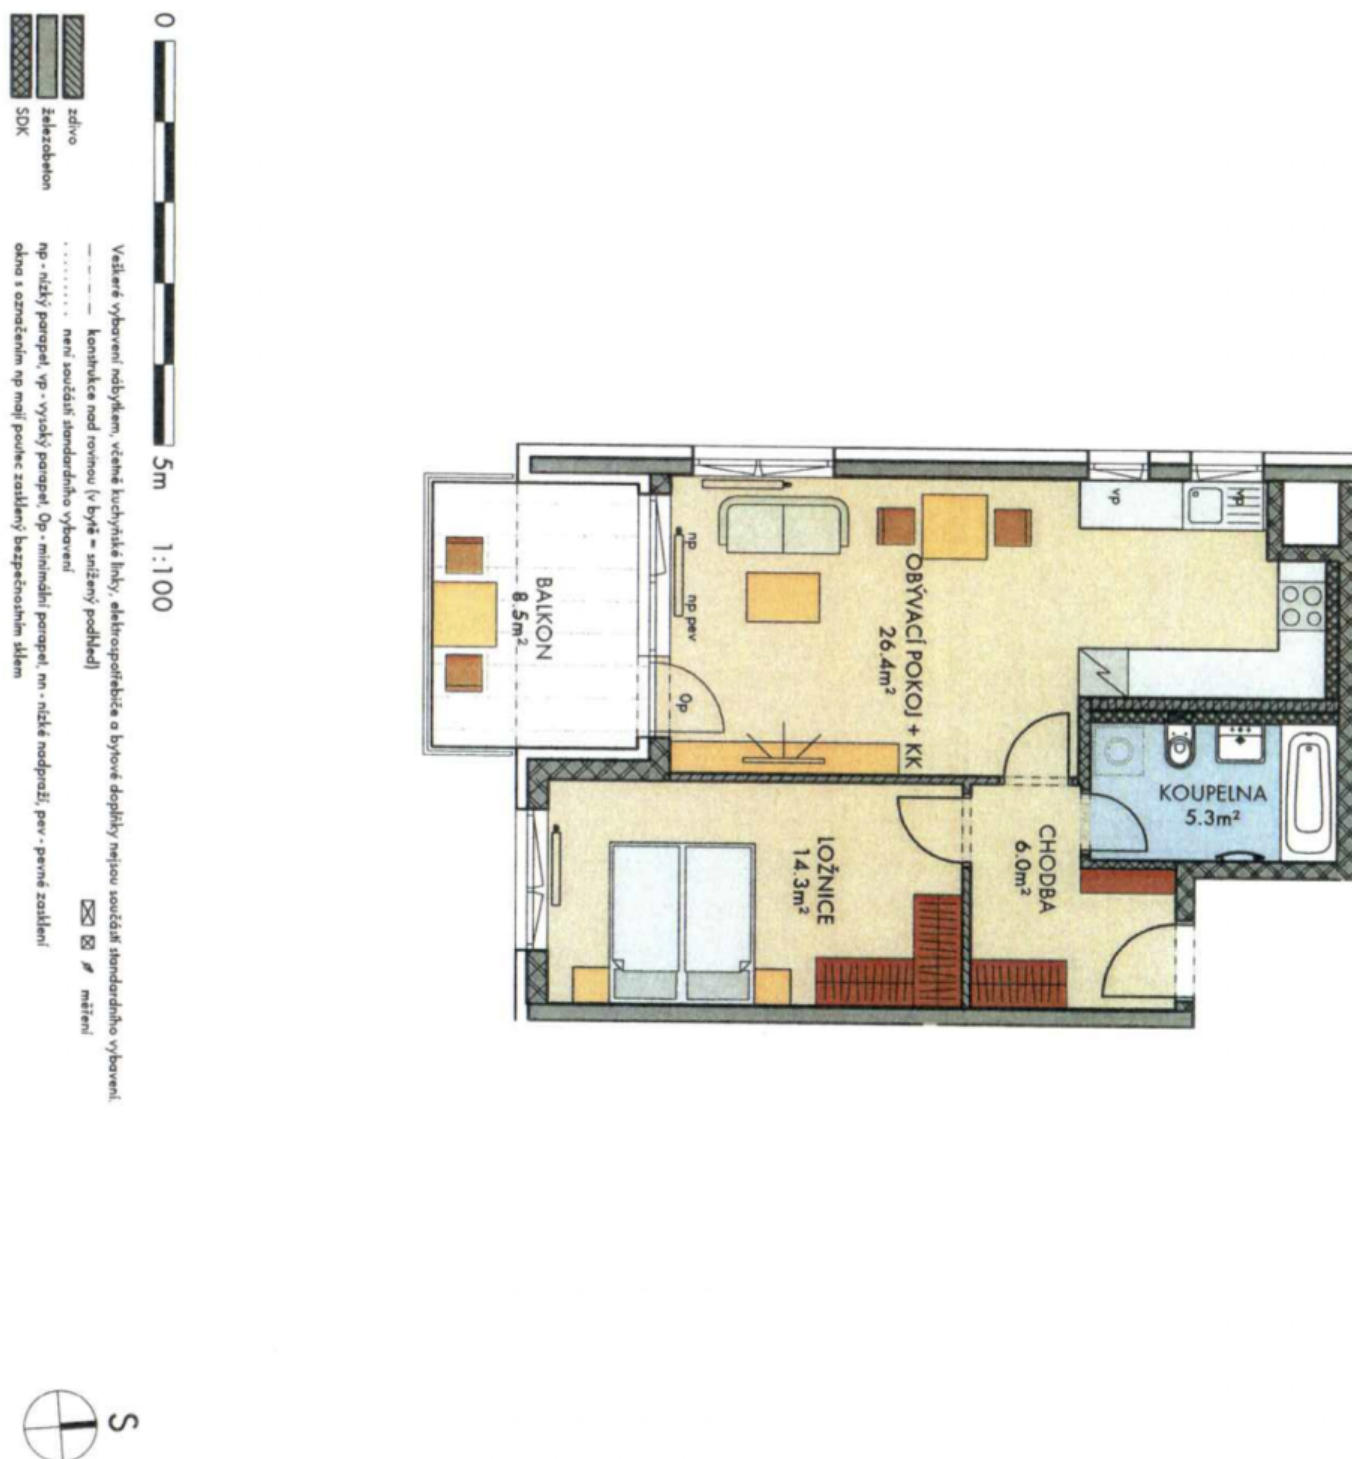 0
5m 1:100
Veškeré vybavení nábytkem, včetně kuchyňské linky, elektrospotřebiče a bytové doplňky nejsou součástí standardního vybavení.
konstrukce nad rovinou (v bytě = snížený podhled)
není součástí standardního vybavení
np - nízký parapet, vp - vysoký parapet, 0p - minimální parapet, nn - nízké nadpraží, pev - pevné zasklení
okna s označením np mají poutec zasklený bezpečnostním sklem
měření
zdivo
železobeton
SDK
vp
vp
OBÝVACÍ POKOJ + KK
26.4m²
np
np pev
0p
BALKON
8.5m²
KOUPELNA
5.3m²
CHODBA
6.0m²
LOŽNICE
14.3m²
S